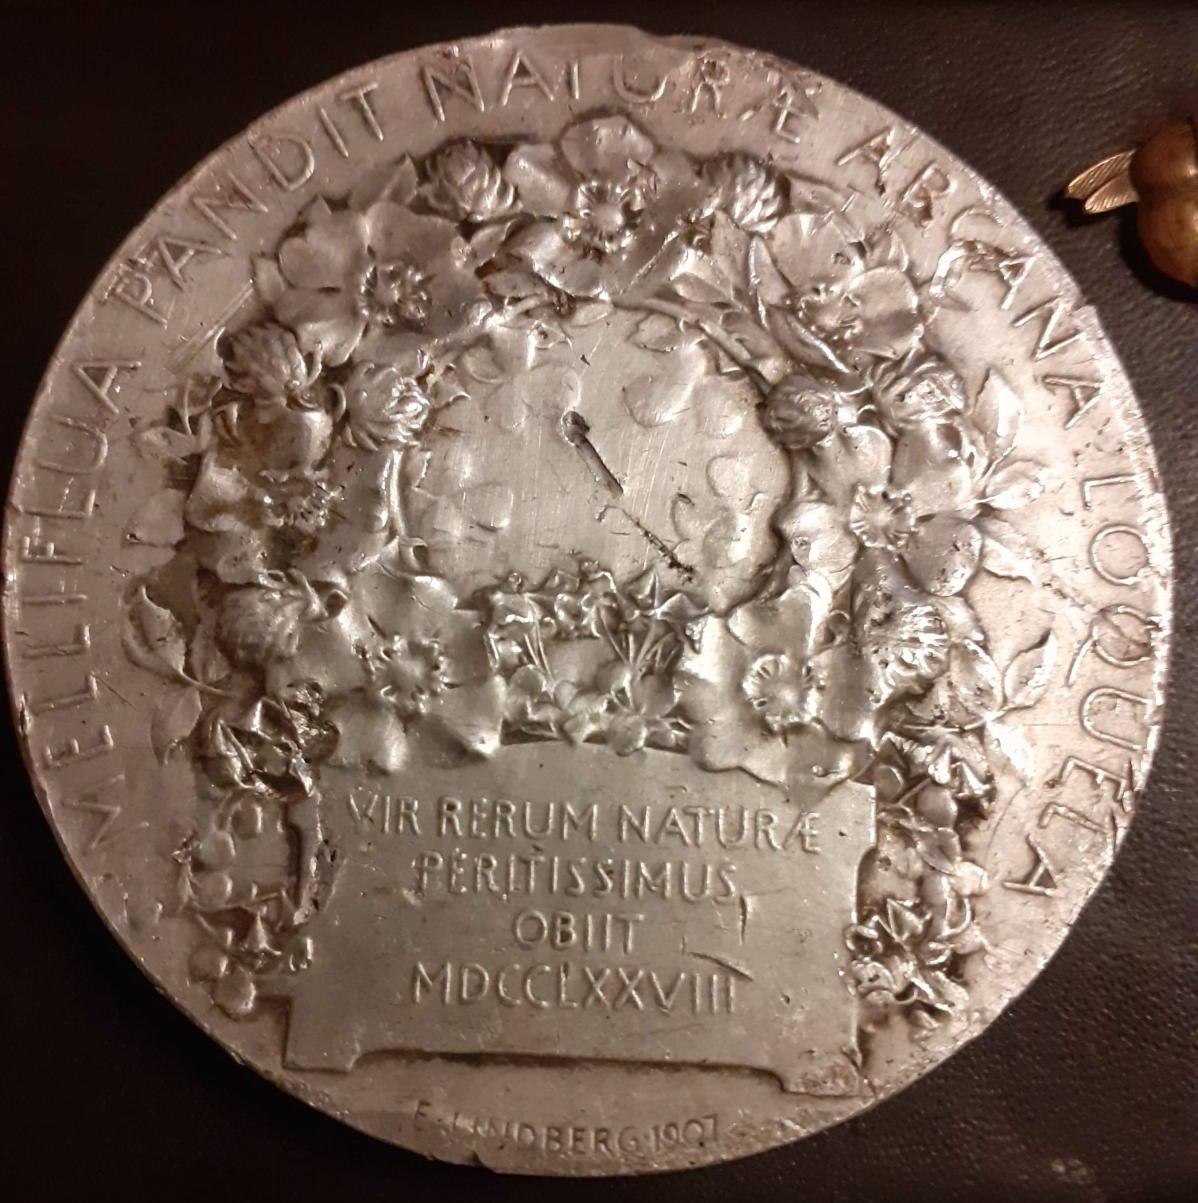 MELLIFLUA PANDIT NATURÆ ARCANA LOQUELA
VIR RERUM NATURÆ
PERITISSIMUS
OBIIT
MDCCLXXVIII
E·LINDBERG·1907